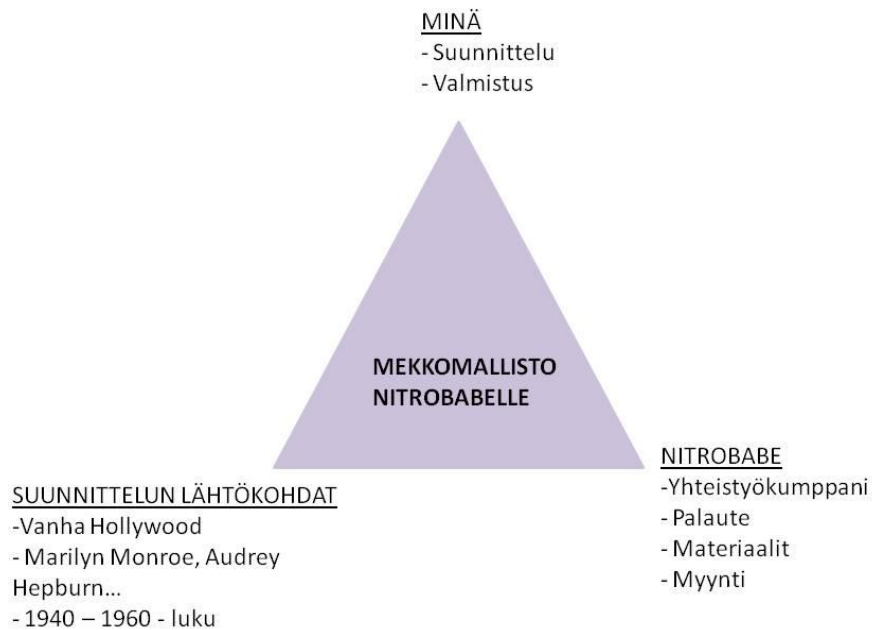 MINÄ
- Suunnittelu
- Valmistus
MEKKOMALLISTO
NITROBABELLE
SUUNNITTELUN LÄHTÖKOHDAT
-Vanha Hollywood
- Marilyn Monroe, Audrey
Hepburn...
- 1940 – 1960 - luku
NITROBABE
-Yhteistyökumppani
- Palaute
- Materiaalit
- Myynti